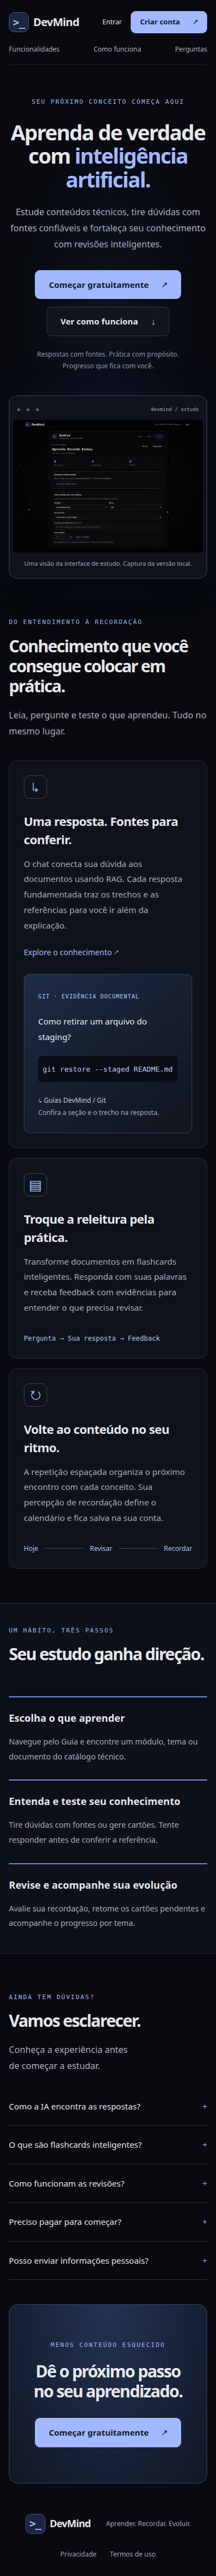 >_ DevMind
Entrar
Criar conta ↗
Funcionalidades
Como funciona
Perguntas
SEU PRÓXIMO CONCEITO COMEÇA AQUI
Aprenda de verdade
com inteligência
artificial.
Estude conteúdos técnicos, tire dúvidas com
fontes confiáveis e fortaleça seu conhecimento
com revisões inteligentes.
Começar gratuitamente ↗
Ver como funciona ↓
Respostas com fontes. Prática com propósito.
Progresso que fica com você.
devmind / estudo
Uma visão da interface de estudo. Captura da versão local.
DO ENTENDIMENTO À RECORDAÇÃO
Conhecimento que você
consegue colocar em
prática.
Leia, pergunte e teste o que aprendeu. Tudo no
mesmo lugar.
Uma resposta. Fontes para
conferir.
O chat conecta sua dúvida aos
documentos usando RAG. Cada resposta
fundamentada traz os trechos e as
referências para você ir além da
explicação.
Explore o conhecimento ↗
GIT · EVIDÊNCIA DOCUMENTAL
Como retirar um arquivo do
staging?
git restore --staged README.md
↳ Guias DevMind / Git
Confira a seção e o trecho na resposta.
Troque a releitura pela
prática.
Transforme documentos em flashcards
inteligentes. Responda com suas palavras
e receba feedback com evidências para
entender o que precisa revisar.
Pergunta → Sua resposta → Feedback
Volte ao conteúdo no seu
ritmo.
A repetição espaçada organiza o próximo
encontro com cada conceito. Sua
percepção de recordação define o
calendário e fica salva na sua conta.
Hoje
Revisar
Recordar
UM HÁBITO, TRÊS PASSOS
Seu estudo ganha direção.
Escolha o que aprender
Navegue pelo Guia e encontre um módulo, tema ou
documento do catálogo técnico.
Entenda e teste seu conhecimento
Tire dúvidas com fontes ou gere cartões. Tente
responder antes de conferir a referência.
Revise e acompanhe sua evolução
Avalie sua recordação, retome os cartões pendentes e
acompanhe o progresso por tema.
AINDA TEM DÚVIDAS?
Vamos esclarecer.
Conheça a experiência antes
de começar a estudar.
Como a IA encontra as respostas? +
O que são flashcards inteligentes? +
Como funcionam as revisões? +
Preciso pagar para começar? +
Posso enviar informações pessoais? +
MENOS CONTEÚDO ESQUECIDO
Dê o próximo passo
no seu aprendizado.
Começar gratuitamente ↗
>_ DevMind
Aprender. Recordar. Evoluir.
Privacidade
Termos de uso